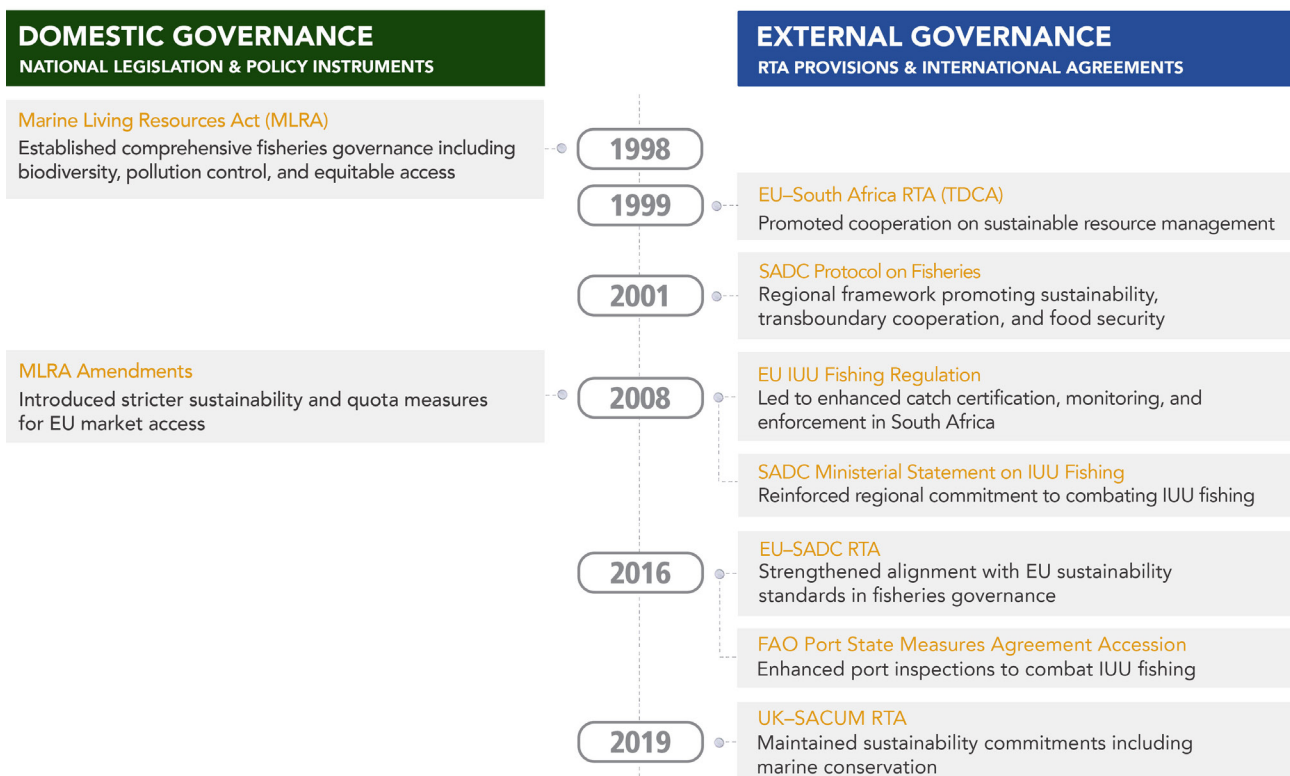 DOMESTIC GOVERNANCE
NATIONAL LEGISLATION & POLICY INSTRUMENTS
EXTERNAL GOVERNANCE
RTA PROVISIONS & INTERNATIONAL AGREEMENTS
Marine Living Resources Act (MLRA)
Established comprehensive fisheries governance including
biodiversity, pollution control, and equitable access
1998
1999
EU–South Africa RTA (TDCA)
Promoted cooperation on sustainable resource management
2001
SADC Protocol on Fisheries
Regional framework promoting sustainability,
transboundary cooperation, and food security
MLRA Amendments
Introduced stricter sustainability and quota measures
for EU market access
2008
EU IUU Fishing Regulation
Led to enhanced catch certification, monitoring, and
enforcement in South Africa
SADC Ministerial Statement on IUU Fishing
Reinforced regional commitment to combating IUU fishing
2016
EU–SADC RTA
Strengthened alignment with EU sustainability
standards in fisheries governance
FAO Port State Measures Agreement Accession
Enhanced port inspections to combat IUU fishing
2019
UK–SACUM RTA
Maintained sustainability commitments including
marine conservation